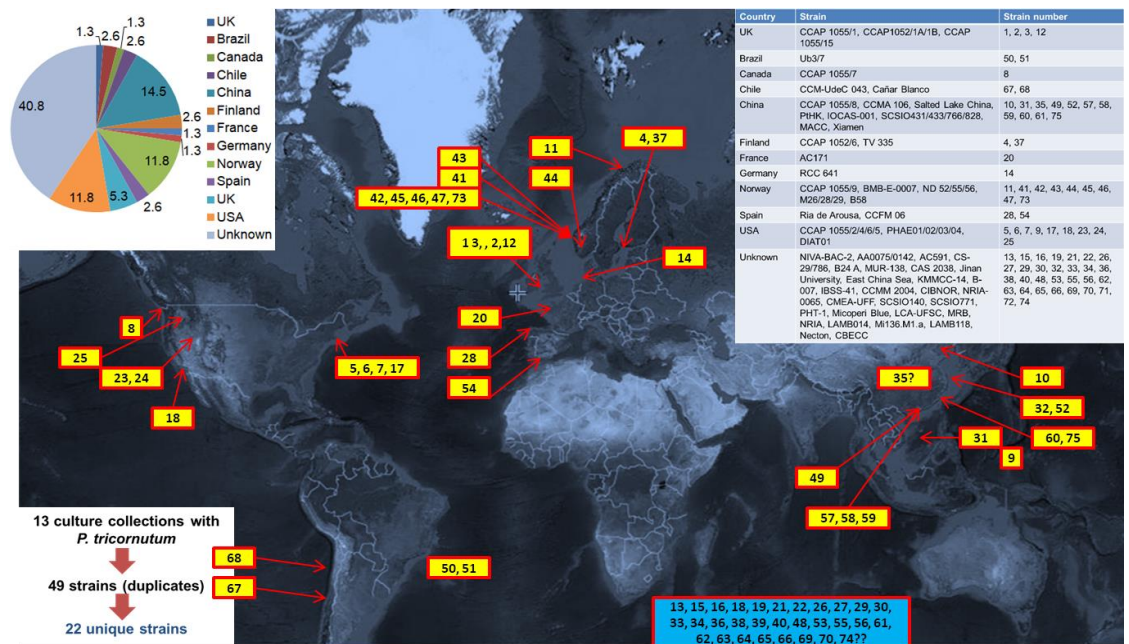 1.3
1.3
2.6
2.6
1.3
14.5
2.6
1.3
1.3
11.8
2.6
5.3
11.8
40.8
UK
Brazil
Canada
Chile
China
Finland
France
Germany
Norway
Spain
UK
USA
Unknown
Country Strain Strain number
UK CCAP 1055/1, CCAP1052/1A/1B, CCAP 1, 2, 3, 12
1055/15
Brazil Ub3/7 50, 51
Canada CCAP 1055/7 8
Chile CCM-UdeC 043, Cañar Blanco 67, 68
China CCAP 1055/8, CCMA 106, Salted Lake China, 10, 31, 35, 49, 52, 57, 58,
PtHK, IOCAS-001, SCSIO431/433/766/828, 59, 60, 61, 75
MACC, Xiamen
Finland CCAP 1052/6, TV 335 4, 37
France AC171 20
Germany RCC 641 14
Norway CCAP 1055/9, BMB-E-0007, ND 52/55/56, 11, 41, 42, 43, 44, 45, 46,
M26/28/29, B58 47, 73
Spain Ria de Arousa, CCFM 06 28, 54
USA CCAP 1055/2/4/6/5, PHAE01/02/03/04, 5, 6, 7, 9, 17, 18, 23, 24,
DIAT01 25
Unknown NIVA-BAC-2, AA0075/0142, AC591, CS- 13, 15, 16, 19, 21, 22, 26,
29/786, B24 A, MUR-138, CAS 2038, Jinan 27, 29, 30, 32, 33, 34, 36,
University, East China Sea, KMMCC-14, B- 38, 40, 48, 53, 55, 56, 62,
007, IBSS-41, CCMM 2004, CIBNOR, NRIA- 63, 64, 65, 66, 69, 70, 71,
0065, CMEA-UFF, SCSIO140, SCSIO771, 72, 74
PHT-1, Micoperi Blue, LCA-UFSC, MRB,
NRIA, LAMB014, Mi136.M1.a, LAMB118,
Necton, CBECC
11
4, 37
43
41
44
42, 45, 46, 47, 73
1 3, , 2,12
14
20
28
54
8
25
23, 24
18
5, 6, 7, 17
35?
10
32, 52
60, 75
31
9
49
57, 58, 59
68
67
50, 51
13 culture collections with
P. tricornutum
49 strains (duplicates)
22 unique strains
13, 15, 16, 18, 19, 21, 22, 26, 27, 29, 30,
33, 34, 36, 38, 39, 40, 48, 53, 55, 56, 61,
62, 63, 64, 65, 66, 69, 70, 74??